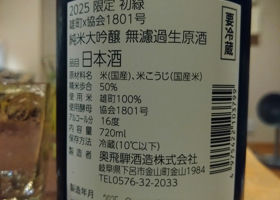 2025 限定 初緑
雄町×協会1801号
純米大吟醸 無濾過生原酒
品目 日本酒
原材料名 米(国産)、米こうじ(国産米)
精米歩合 50%
使用米 雄町100%
使用酵母 協会1801号
アルコール分 16度
内容量 720ml
保存方法 冷蔵(10℃以下)
製造者 奥飛騨酒造株式会社
岐阜県下呂市金山町金山1984
TEL0576-32-2033
製造年月
要冷蔵